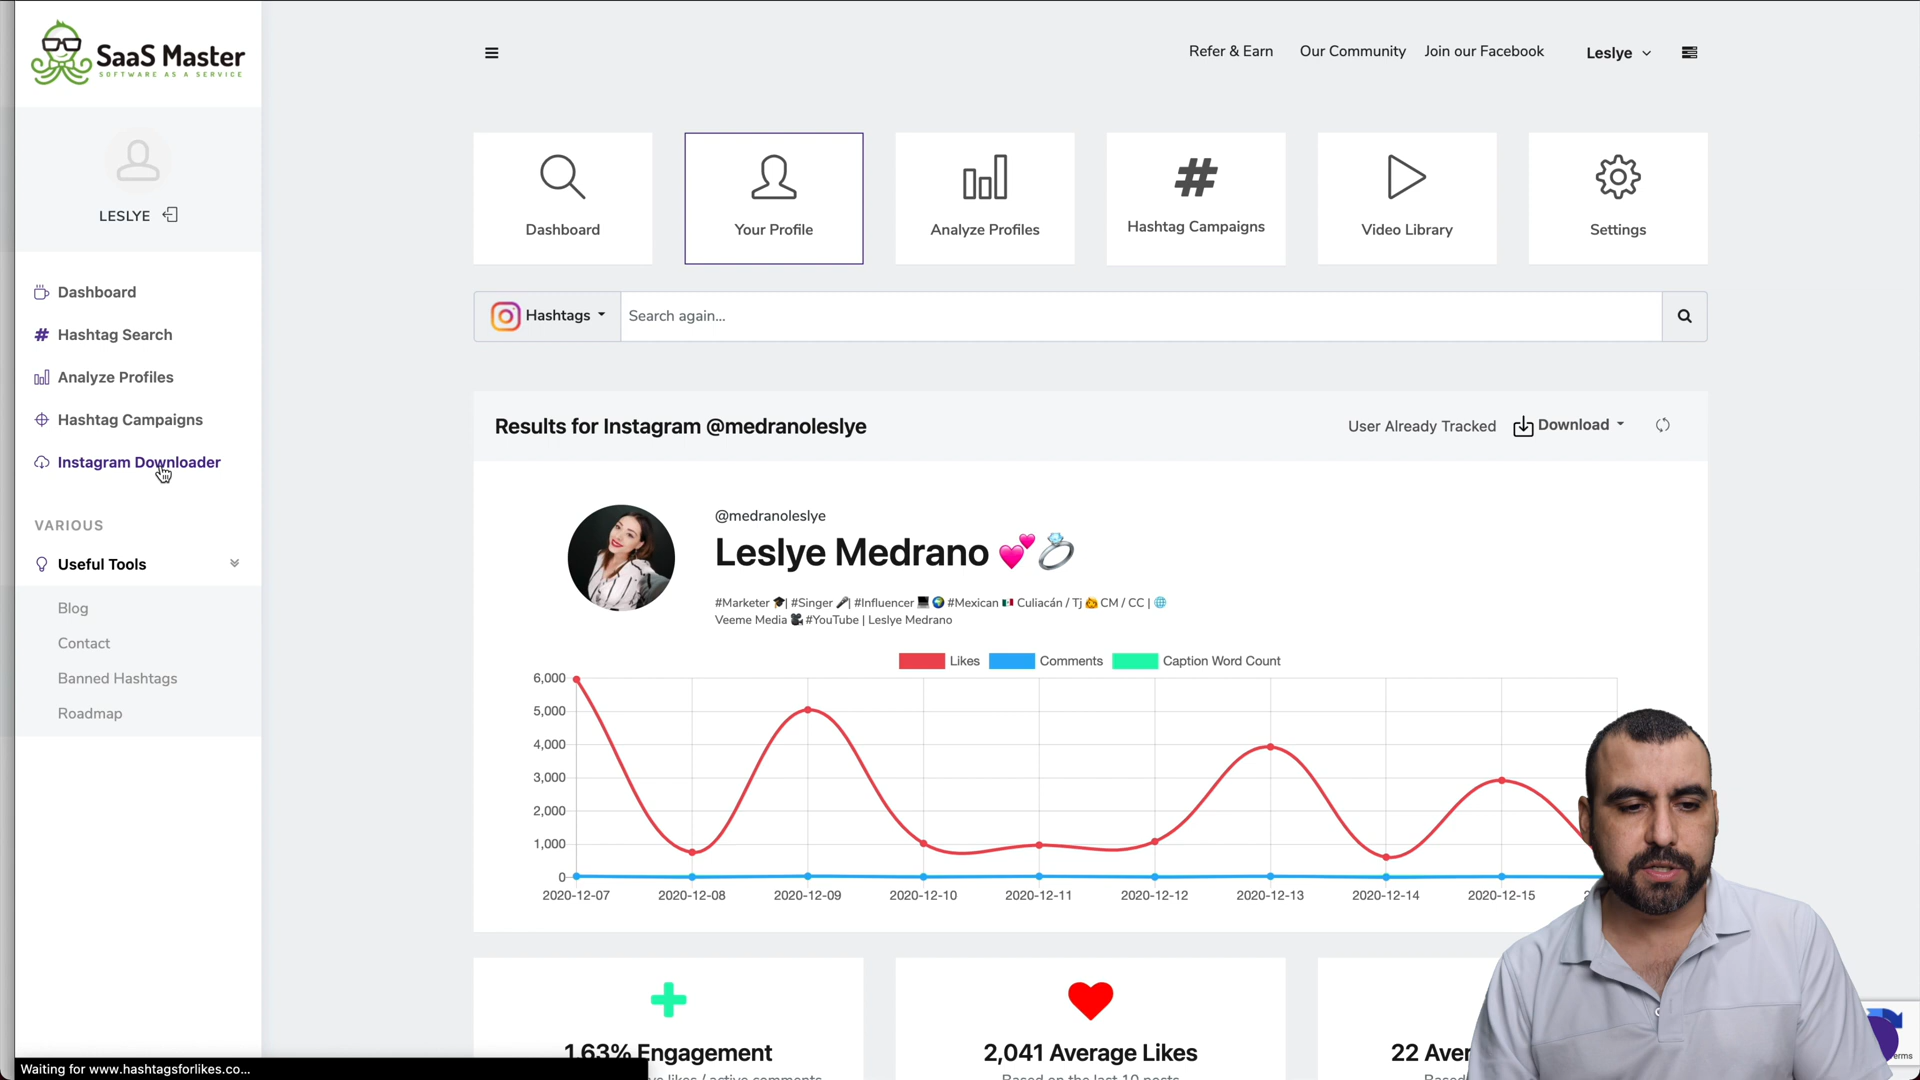 SaaS Master
SOFTWARE AS A SERVICE
Refer & Earn
Our Community
Join our Facebook
Leslye
LESLYE
Dashboard
Hashtag Search
Analyze Profiles
Hashtag Campaigns
Instagram Downloader
VARIOUS
Useful Tools
Blog
Contact
Banned Hashtags
Roadmap
Dashboard
Your Profile
Analyze Profiles
Hashtag Campaigns
Video Library
Settings
Hashtags
Search again...
Results for Instagram @medranoleslye
User Already Tracked
Download
@medranoleslye
Leslye Medrano 💕💍
#Marketer 🎓| #Singer 🎤| #Influencer 💻 🌍 #Mexican 🇲🇽 Culiacán / Tj 👶 CM / CC | 🌐
Veeme Media 🎥 #YouTube | Leslye Medrano
Likes
Comments
Caption Word Count
6,000
5,000
4,000
3,000
2,000
1,000
0
2020-12-07
2020-12-08
2020-12-09
2020-12-10
2020-12-11
2020-12-12
2020-12-13
2020-12-14
2020-12-15
1.63% Engagement
2,041 Average Likes
Based on the last 10 posts
22 Aver
Based
likes / active comments
Waiting for www.hashtagsforlikes.co...